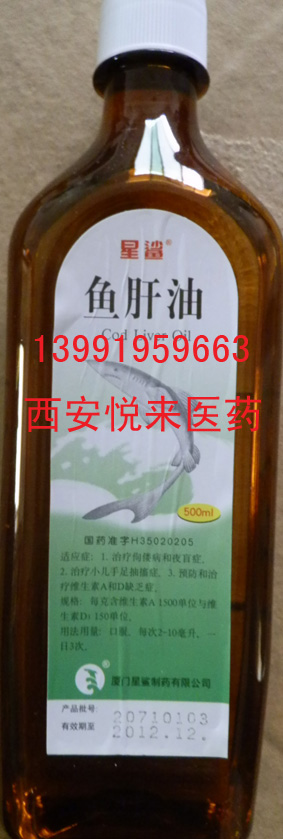 星鲨®
鱼肝油
Cod Liver Oil
13991959663
西安悦来医药
500ml
国药准字H35020205
适应症：1. 治疗佝偻病和夜盲症。
2. 治疗小儿手足抽搐症。3. 预防和治
疗维生素A和D缺乏症。
规格：每克含维生素A 1500单位与维
生素D₂ 150单位。
用法用量：口服，每次2-10毫升，一
日3次。
厦门星鲨制药有限公司
产品批号: 20710103
有效期至 2012.12.